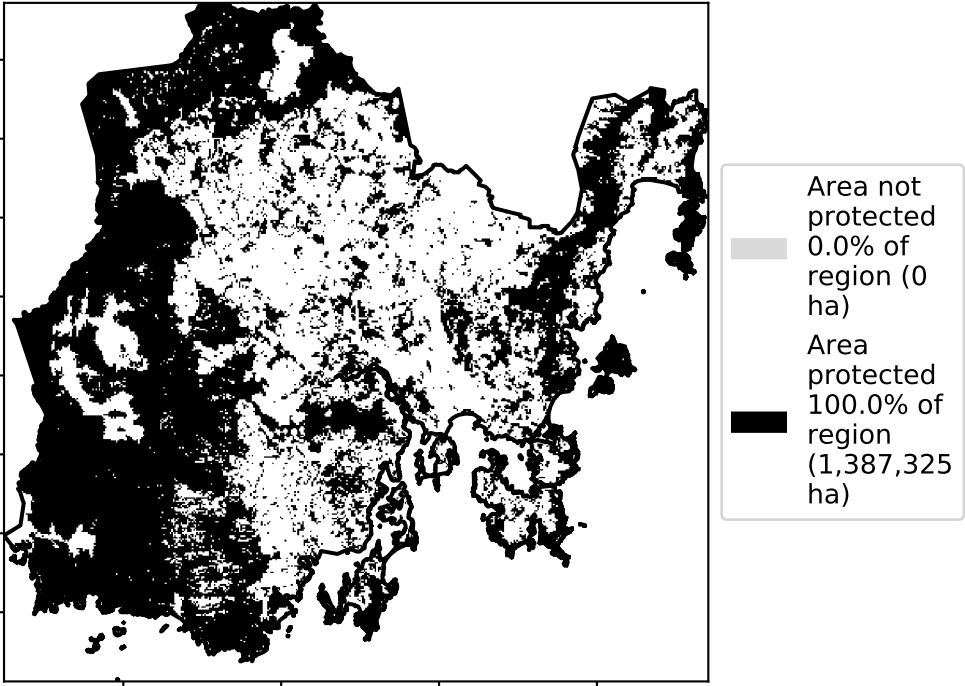 Area not
protected
0.0% of
region (0
ha)
Area
protected
100.0% of
region
(1,387,325
ha)